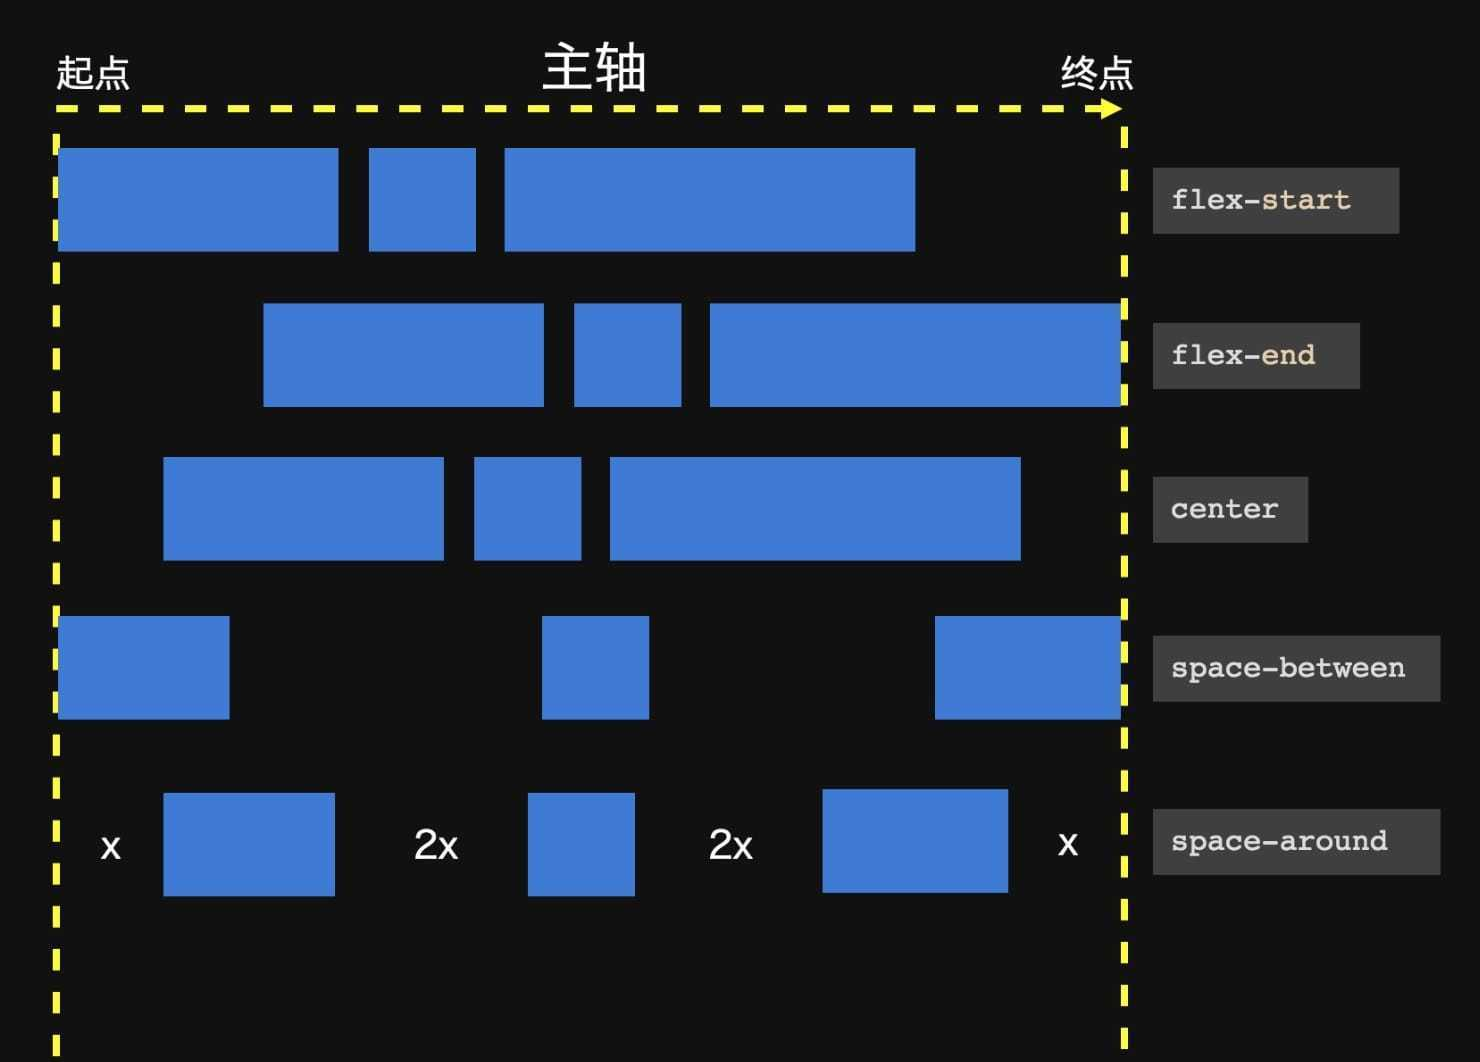 起点
主轴
终点
flex-start
flex-end
center
space-between
x
2x
2x
x
space-around